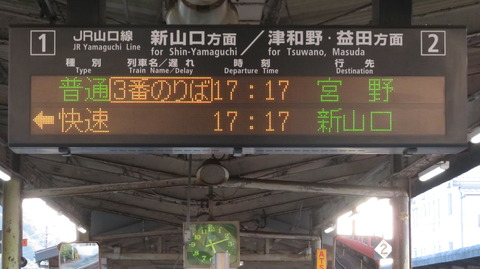 1 JR山口線 新山口方面／津和野・益田方面 2
JR Yamaguchi Line for Shin-Yamaguchi for Tsuwano, Masuda
種別 列車名／遅れ 時刻 行先
Type Train Name/Delay Departure Time Destination
普通 3番のりば 17:17 宮野
←快速 17:17 新山口
2